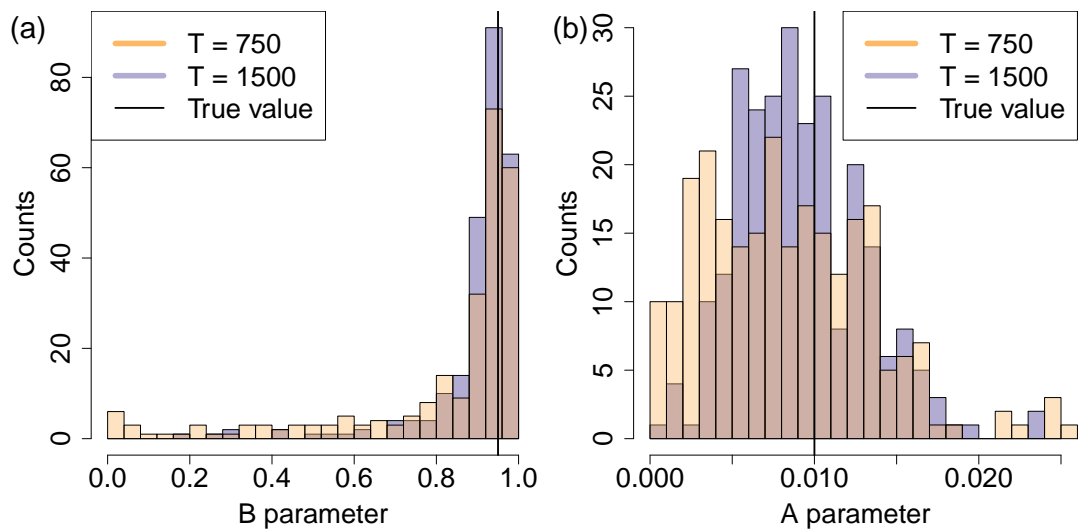 (a)
T = 750
T = 1500
True value
Counts
0
20
40
60
80
0.0
0.2
0.4
0.6
0.8
1.0
B parameter
(b)
T = 750
T = 1500
True value
Counts
0
5
10
15
20
25
30
0.000
0.010
0.020
A parameter